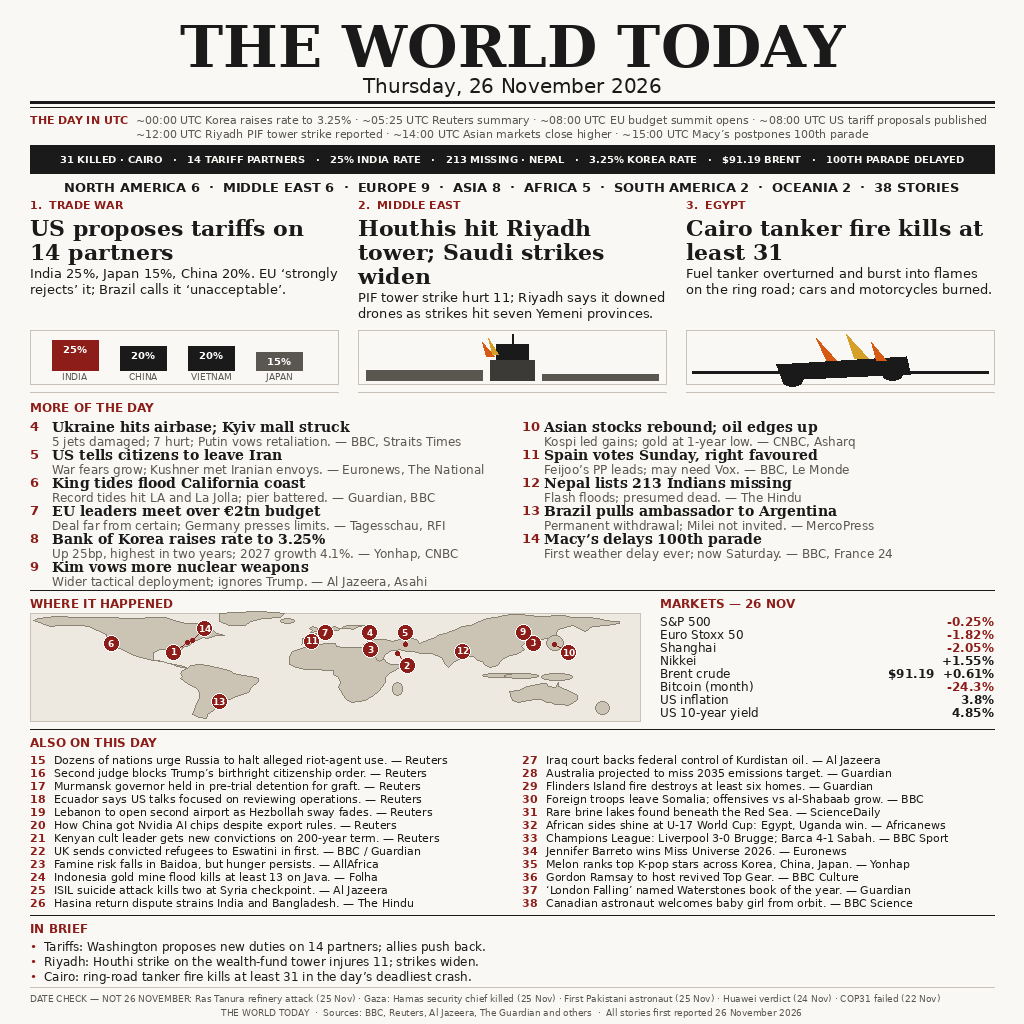 THE WORLD TODAY
Thursday, 26 November 2026
THE DAY IN UTC ~00:00 UTC Korea raises rate to 3.25% · ~05:25 UTC Reuters summary · ~08:00 UTC EU budget summit opens · ~08:00 UTC US tariff proposals published
~12:00 UTC Riyadh PIF tower strike reported · ~14:00 UTC Asian markets close higher · ~15:00 UTC Macy’s postpones 100th parade
31 KILLED · CAIRO · 14 TARIFF PARTNERS · 25% INDIA RATE · 213 MISSING · NEPAL · 3.25% KOREA RATE · $91.19 BRENT · 100TH PARADE DELAYED
NORTH AMERICA 6 · MIDDLE EAST 6 · EUROPE 9 · ASIA 8 · AFRICA 5 · SOUTH AMERICA 2 · OCEANIA 2 · 38 STORIES
1. TRADE WAR
US proposes tariffs on
14 partners
India 25%, Japan 15%, China 20%. EU ‘strongly
rejects’ it; Brazil calls it ‘unacceptable’.
25%
20%
20%
15%
INDIA
CHINA
VIETNAM
JAPAN
2. MIDDLE EAST
Houthis hit Riyadh
tower; Saudi strikes
widen
PIF tower strike hurt 11; Riyadh says it downed
drones as strikes hit seven Yemeni provinces.
3. EGYPT
Cairo tanker fire kills at
least 31
Fuel tanker overturned and burst into flames
on the ring road; cars and motorcycles burned.
MORE OF THE DAY
4 Ukraine hits airbase; Kyiv mall struck
5 jets damaged; 7 hurt; Putin vows retaliation. — BBC, Straits Times
5 US tells citizens to leave Iran
War fears grow; Kushner met Iranian envoys. — Euronews, The National
6 King tides flood California coast
Record tides hit LA and La Jolla; pier battered. — Guardian, BBC
7 EU leaders meet over €2tn budget
Deal far from certain; Germany presses limits. — Tagesschau, RFI
8 Bank of Korea raises rate to 3.25%
Up 25bp, highest in two years; 2027 growth 4.1%. — Yonhap, CNBC
9 Kim vows more nuclear weapons
Wider tactical deployment; ignores Trump. — Al Jazeera, Asahi
10 Asian stocks rebound; oil edges up
Kospi led gains; gold at 1-year low. — CNBC, Asharq
11 Spain votes Sunday, right favoured
Feijoo’s PP leads; may need Vox. — BBC, Le Monde
12 Nepal lists 213 Indians missing
Flash floods; presumed dead. — The Hindu
13 Brazil pulls ambassador to Argentina
Permanent withdrawal; Milei not invited. — MercoPress
14 Macy’s delays 100th parade
First weather delay ever; now Saturday. — BBC, France 24
WHERE IT HAPPENED
14
7
4
5
9
6
11
3
3
1
12
10
2
13
MARKETS — 26 NOV
S&P 500 -0.25%
Euro Stoxx 50 -1.82%
Shanghai -2.05%
Nikkei +1.55%
Brent crude $91.19 +0.61%
Bitcoin (month) -24.3%
US inflation 3.8%
US 10-year yield 4.85%
ALSO ON THIS DAY
15 Dozens of nations urge Russia to halt alleged riot-agent use. — Reuters
16 Second judge blocks Trump’s birthright citizenship order. — Reuters
17 Murmansk governor held in pre-trial detention for graft. — Reuters
18 Ecuador says US talks focused on reviewing operations. — Reuters
19 Lebanon to open second airport as Hezbollah sway fades. — Reuters
20 How China got Nvidia AI chips despite export rules. — Reuters
21 Kenyan cult leader gets new convictions on 200-year term. — Reuters
22 UK sends convicted refugees to Eswatini in first. — BBC / Guardian
23 Famine risk falls in Baidoa, but hunger persists. — AllAfrica
24 Indonesia gold mine flood kills at least 13 on Java. — Folha
25 ISIL suicide attack kills two at Syria checkpoint. — Al Jazeera
26 Hasina return dispute strains India and Bangladesh. — The Hindu
27 Iraq court backs federal control of Kurdistan oil. — Al Jazeera
28 Australia projected to miss 2035 emissions target. — Guardian
29 Flinders Island fire destroys at least six homes. — Guardian
30 Foreign troops leave Somalia; offensives vs al-Shabaab grow. — BBC
31 Rare brine lakes found beneath the Red Sea. — ScienceDaily
32 African sides shine at U-17 World Cup: Egypt, Uganda win. — Africanews
33 Champions League: Liverpool 3-0 Brugge; Barca 4-1 Sabah. — BBC Sport
34 Jennifer Barreto wins Miss Universe 2026. — Euronews
35 Melon ranks top K-pop stars across Korea, China, Japan. — Yonhap
36 Gordon Ramsay to host revived Top Gear. — BBC Culture
37 ‘London Falling’ named Waterstones book of the year. — Guardian
38 Canadian astronaut welcomes baby girl from orbit. — BBC Science
IN BRIEF
• Tariffs: Washington proposes new duties on 14 partners; allies push back.
• Riyadh: Houthi strike on the wealth-fund tower injures 11; strikes widen.
• Cairo: ring-road tanker fire kills at least 31 in the day’s deadliest crash.
DATE CHECK — NOT 26 NOVEMBER: Ras Tanura refinery attack (25 Nov) · Gaza: Hamas security chief killed (25 Nov) · First Pakistani astronaut (25 Nov) · Huawei verdict (24 Nov) · COP31 failed (22 Nov)
THE WORLD TODAY · Sources: BBC, Reuters, Al Jazeera, The Guardian and others · All stories first reported 26 November 2026